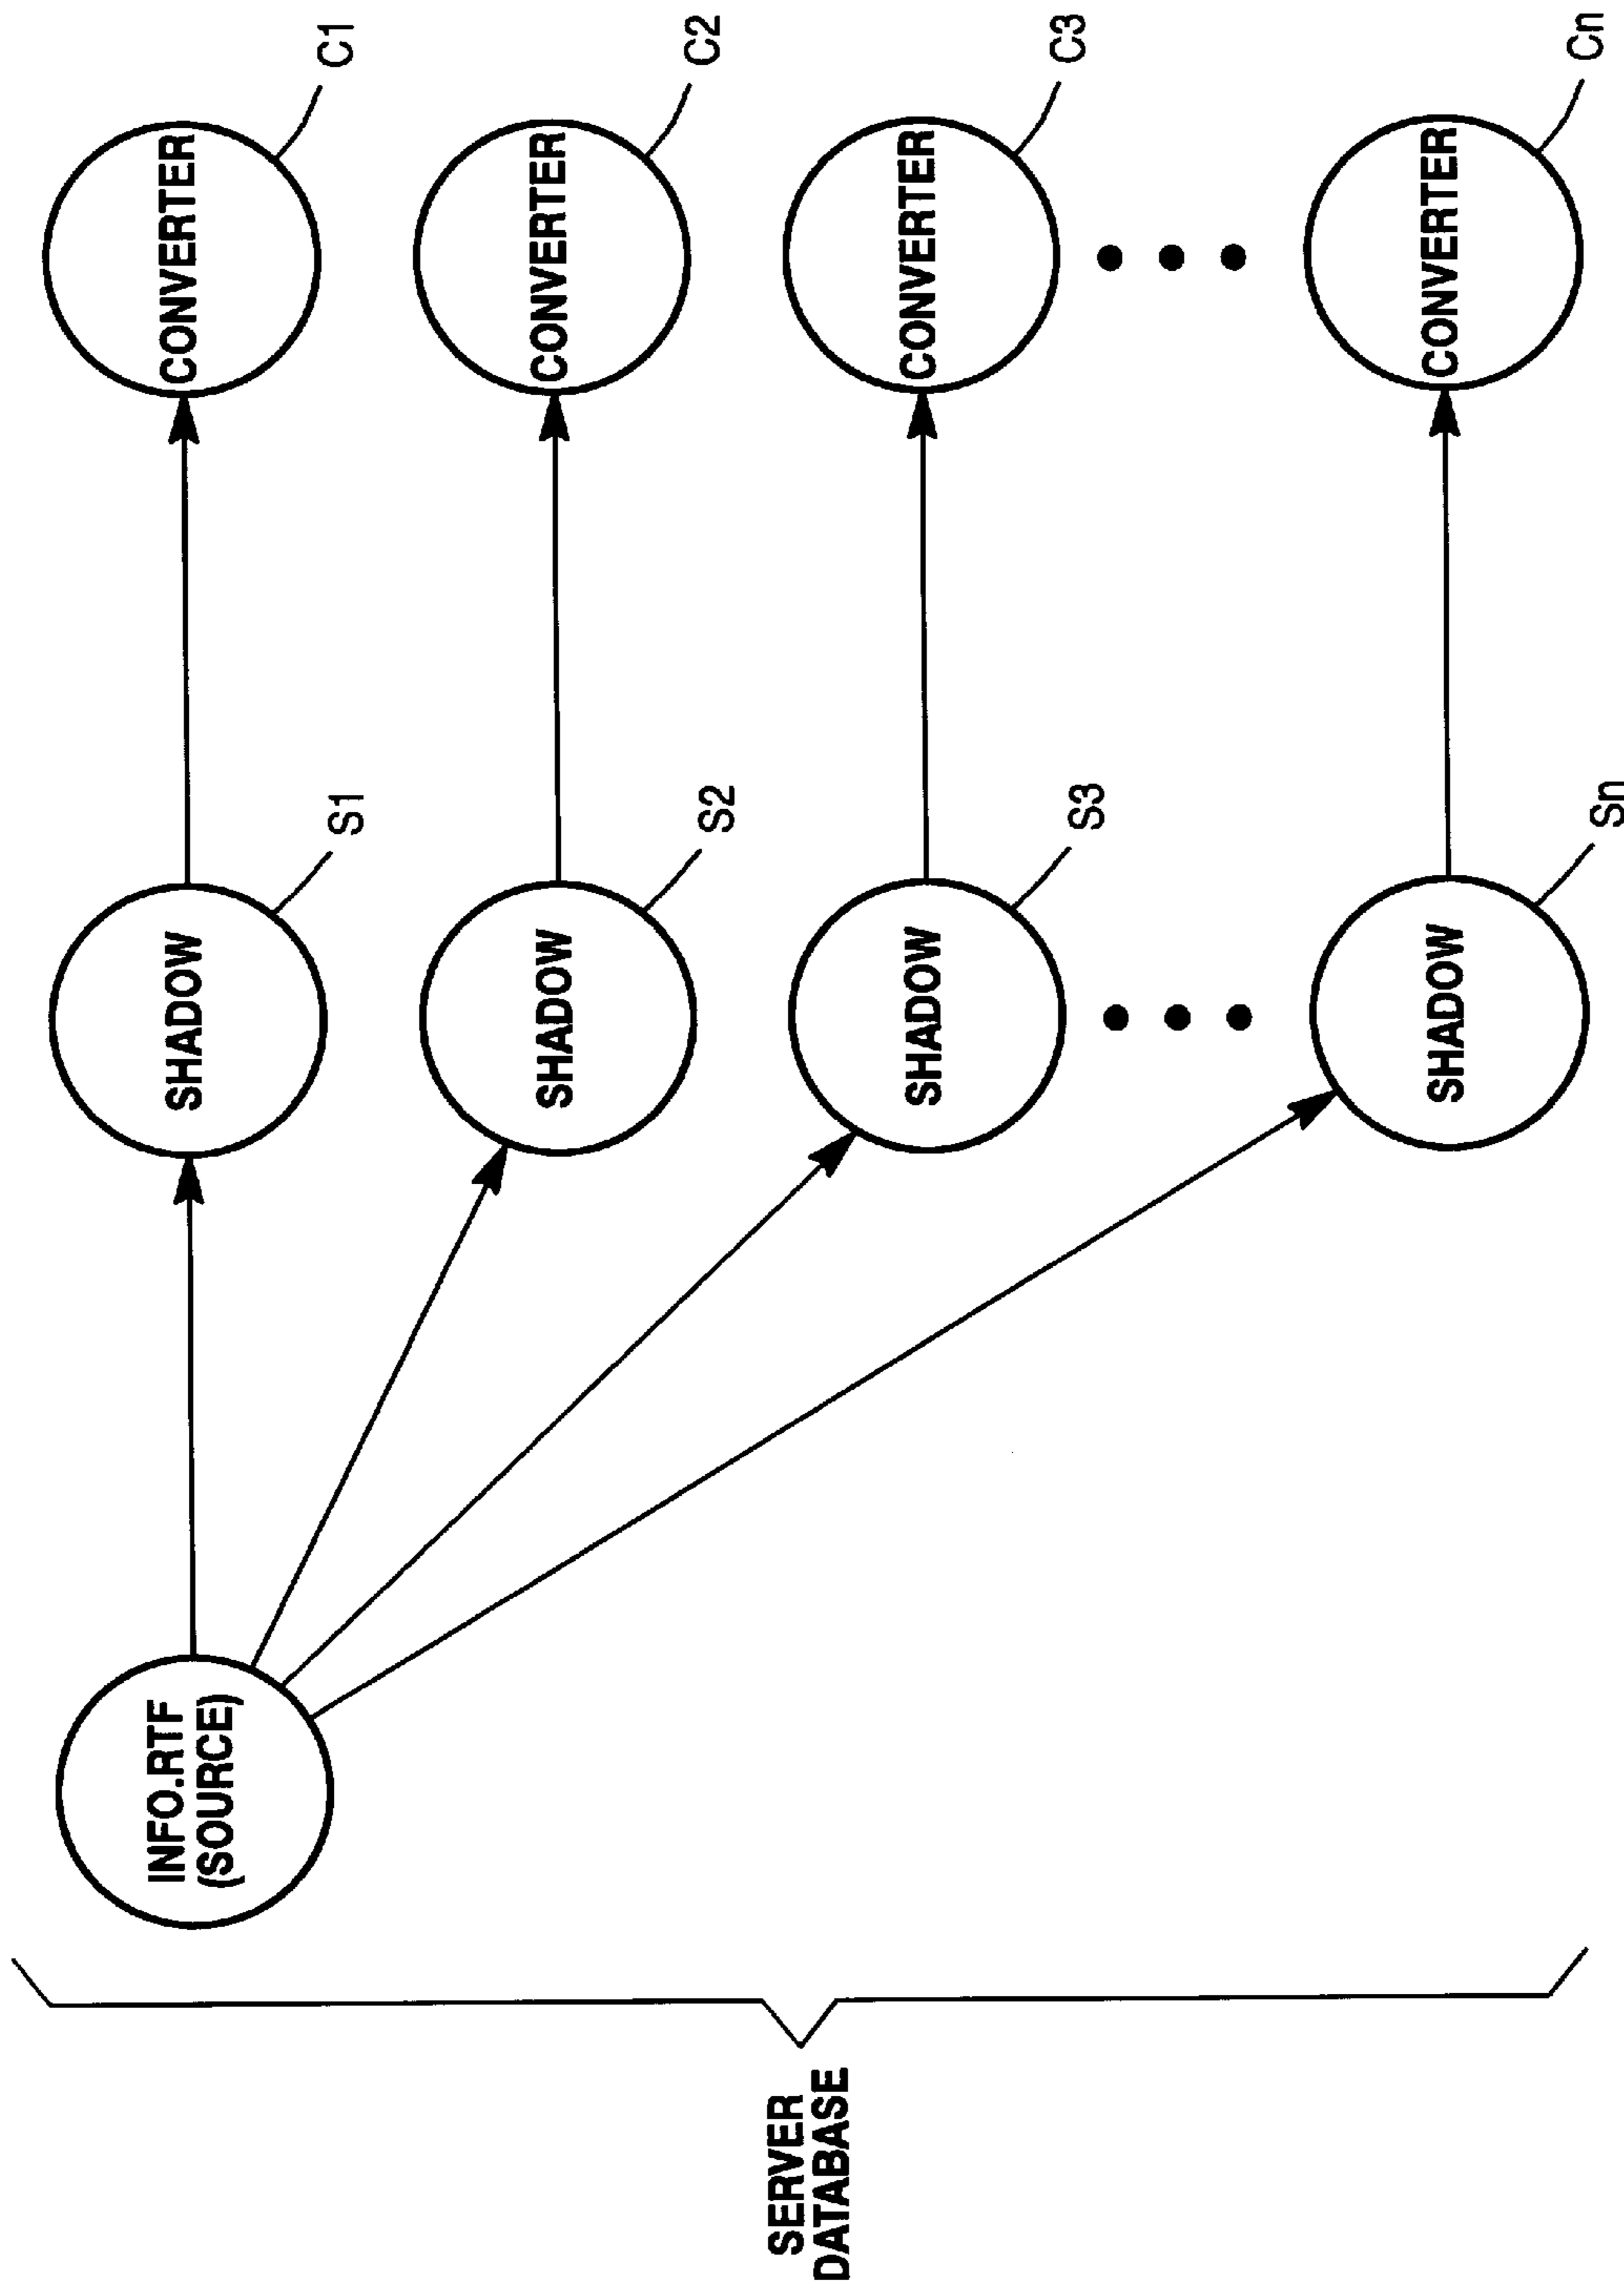 SERVER
DATABASE
INFO.RTF
(SOURCE)
SHADOW
S1
CONVERTER
C1
SHADOW
S2
CONVERTER
C2
SHADOW
S3
CONVERTER
C3
SHADOW
Sn
CONVERTER
Cn